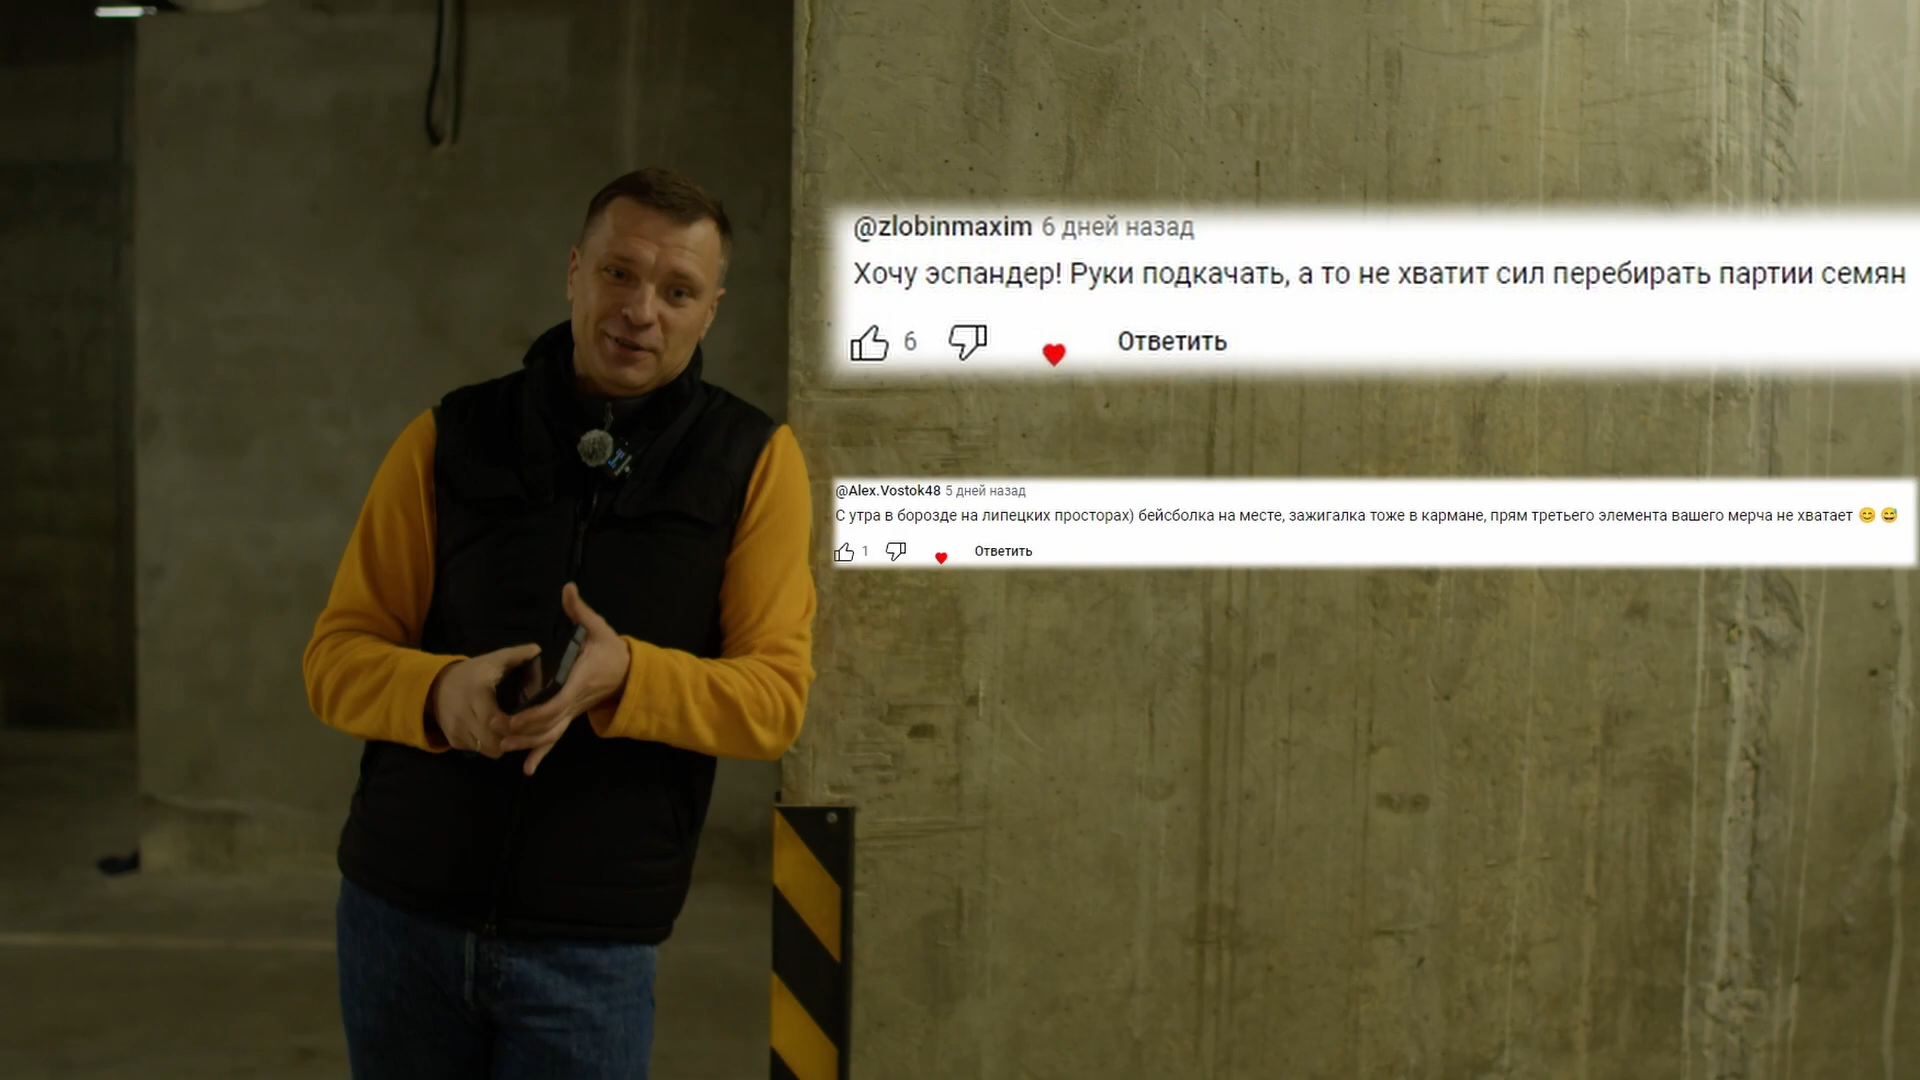 @zlobinmaxim 6 дней назад
Хочу эспандер! Руки подкачать, а то не хватит сил перебирать партии семян
6 Ответить
@Alex.Vostok48 5 дней назад
С утра в борозде на липецких просторах) бейсболка на месте, зажигалка тоже в кармане, прям третьего элемента вашего мерча не хватает 😊 😅
1 Ответить